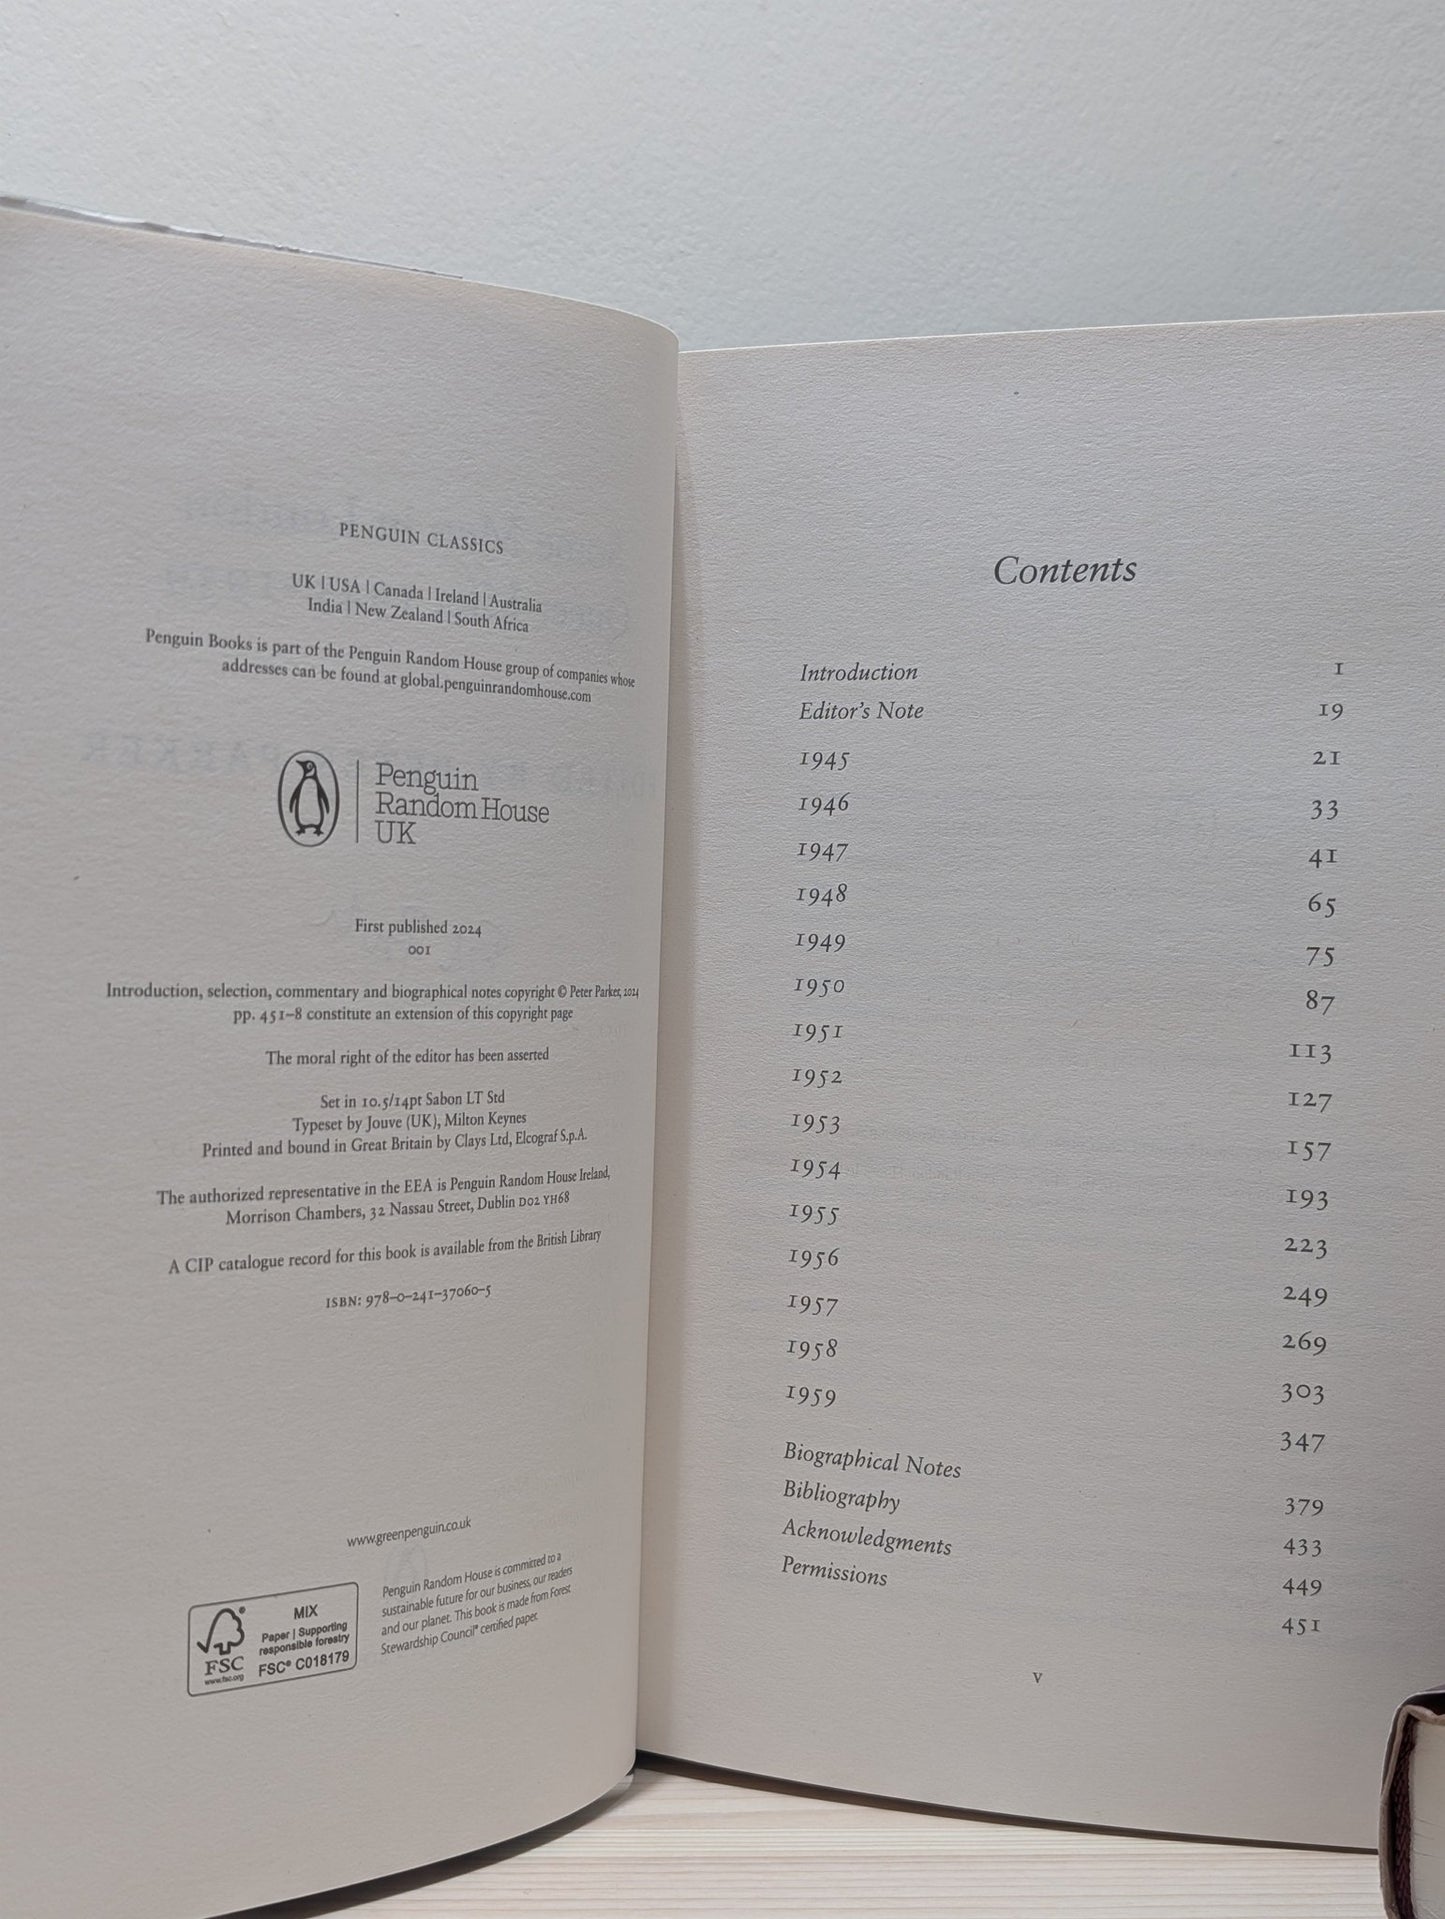 PENGUIN CLASSICS
UK | USA | Canada | Ireland | Australia
India | New Zealand | South Africa
Penguin Books is part of the Penguin Random House group of companies whose
addresses can be found at global.penguinrandomhouse.com
Penguin
Random House
UK
First published 2024
001
Introduction, selection, commentary and biographical notes copyright © Peter Parker, 2024
pp. 451–8 constitute an extension of this copyright page
The moral right of the editor has been asserted
Set in 10.5/14pt Sabon LT Std
Typeset by Jouve (UK), Milton Keynes
Printed and bound in Great Britain by Clays Ltd, Elcograf S.p.A.
The authorized representative in the EEA is Penguin Random House Ireland,
Morrison Chambers, 32 Nassau Street, Dublin D02 YH68
A CIP catalogue record for this book is available from the British Library
ISBN: 978–0–241–37060–5
www.greenpenguin.co.uk
MIX
Paper | Supporting
responsible forestry
FSC® C018179
FSC
www.fsc.org
Penguin Random House is committed to a
sustainable future for our business, our readers
and our planet. This book is made from Forest
Stewardship Council® certified paper.
Contents
Introduction 1
Editor's Note 19
1945 21
1946 33
1947 41
1948 65
1949 75
1950 87
1951 113
1952 127
1953 157
1954 193
1955 223
1956 249
1957 269
1958 303
1959 347
Biographical Notes 379
Bibliography 433
Acknowledgments 449
Permissions 451
v